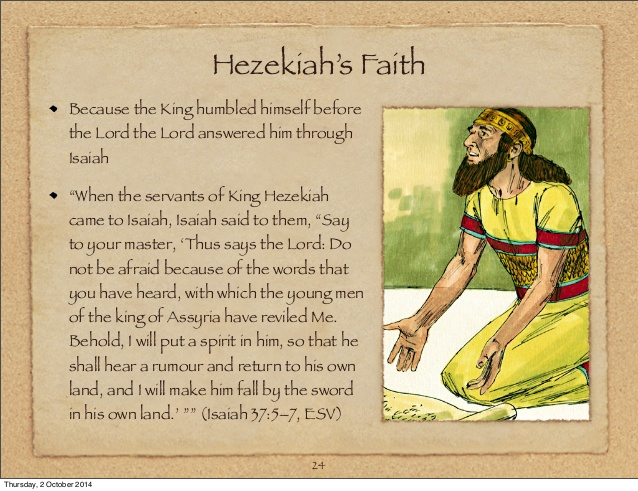 Hezekiah's Faith
Because the King humbled himself before
the Lord the Lord answered him through
Isaiah
“When the servants of King Hezekiah
came to Isaiah, Isaiah said to them, “Say
to your master, ‘Thus says the Lord: Do
not be afraid because of the words that
you have heard, with which the young men
of the king of Assyria have reviled Me.
Behold, I will put a spirit in him, so that he
shall hear a rumour and return to his own
land, and I will make him fall by the sword
in his own land.’ ”” (Isaiah 37:5–7, ESV)
24
Thursday, 2 October 2014